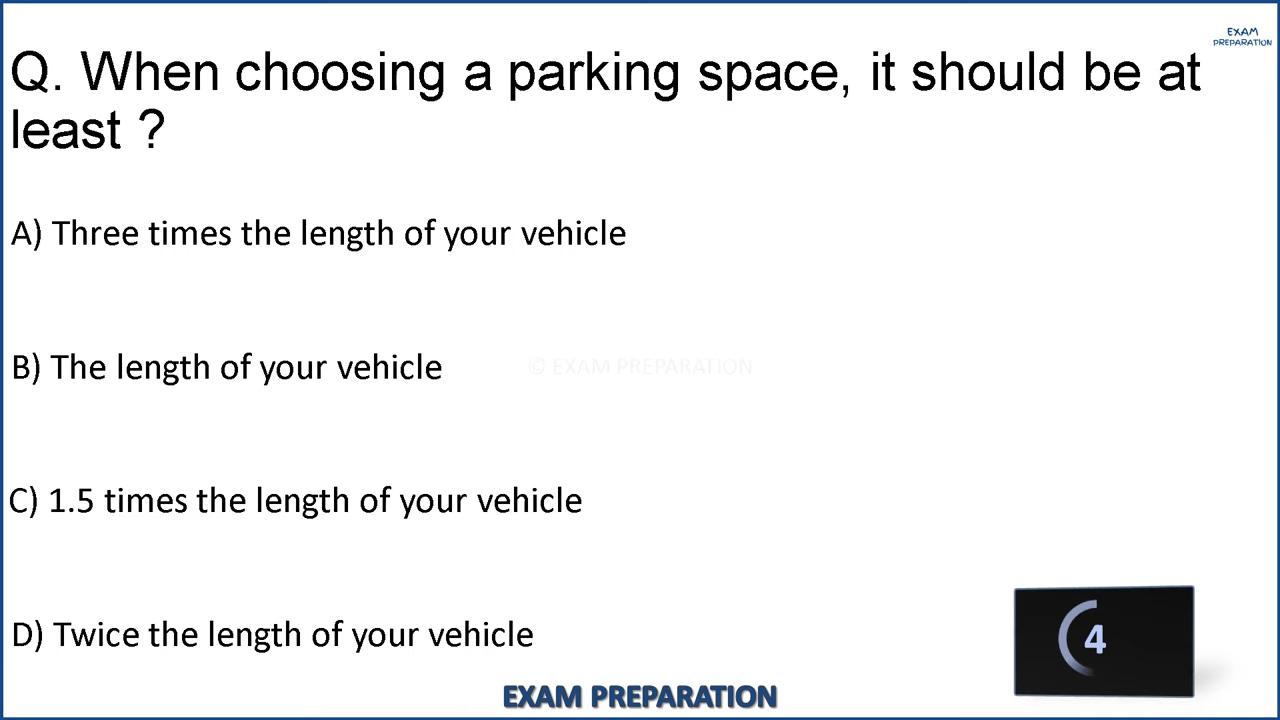 EXAM
PREPARATION
Q. When choosing a parking space, it should be at
least ?
A) Three times the length of your vehicle
B) The length of your vehicle
© EXAM PREPARATION
C) 1.5 times the length of your vehicle
D) Twice the length of your vehicle
4
EXAM PREPARATION